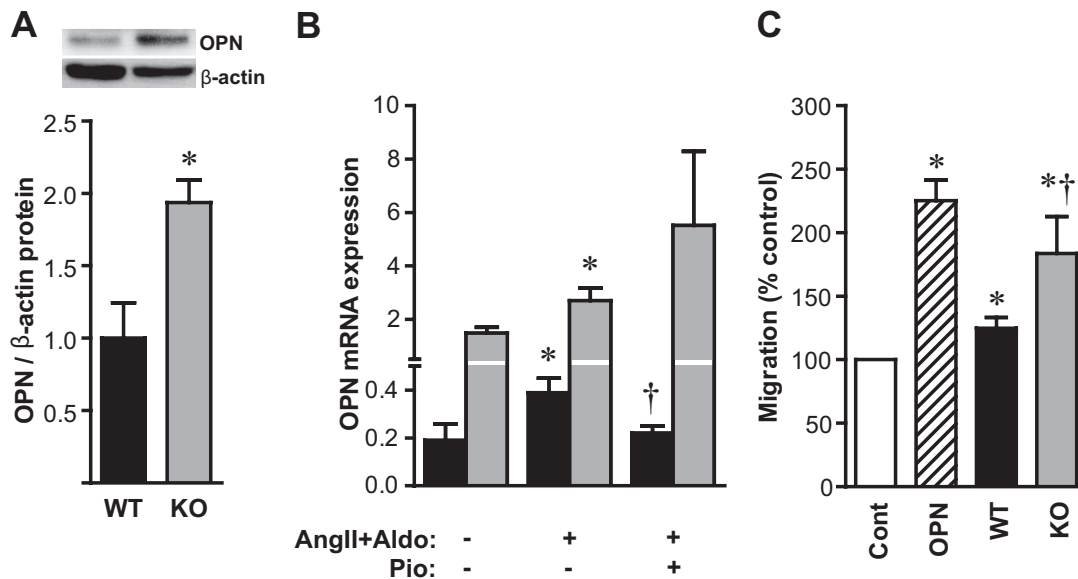 A
OPN
β-actin
OPN / β-actin protein
2.5
2.0
1.5
1.0
0.5
*
WT KO
B
OPN mRNA expression
10
8
6
4
2
0.4
0.2
0.0
*
*
†
AngII+Aldo: - + +
Pio: - - +
C
Migration (% control)
300
250
200
150
100
50
0
*
*
*†
Cont OPN WT KO